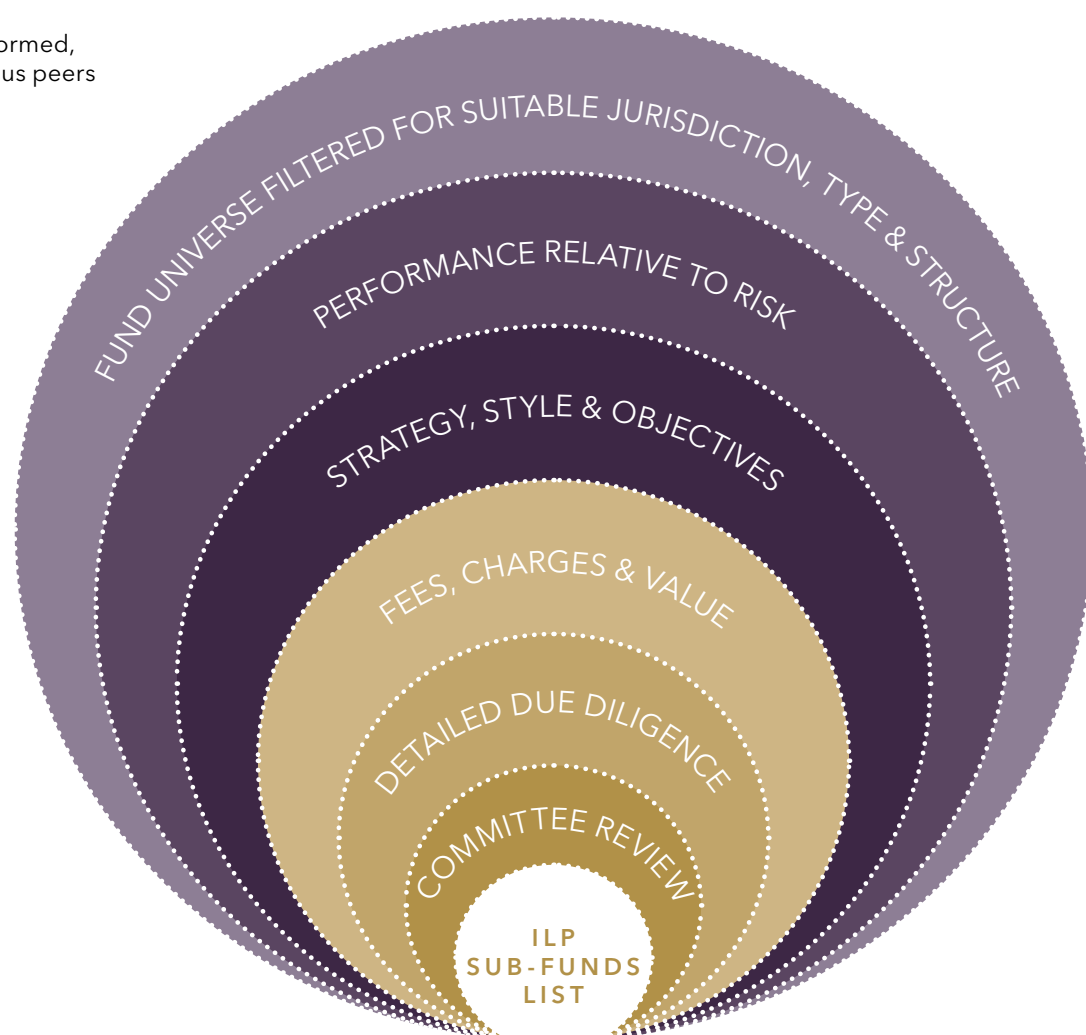 ormed,
us peers
FUND UNIVERSE FILTERED FOR SUITABLE JURISDICTION, TYPE & STRUCTURE
PERFORMANCE RELATIVE TO RISK
STRATEGY, STYLE & OBJECTIVES
FEES, CHARGES & VALUE
DETAILED DUE DILIGENCE
COMMITTEE REVIEW
ILP
SUB-FUNDS
LIST